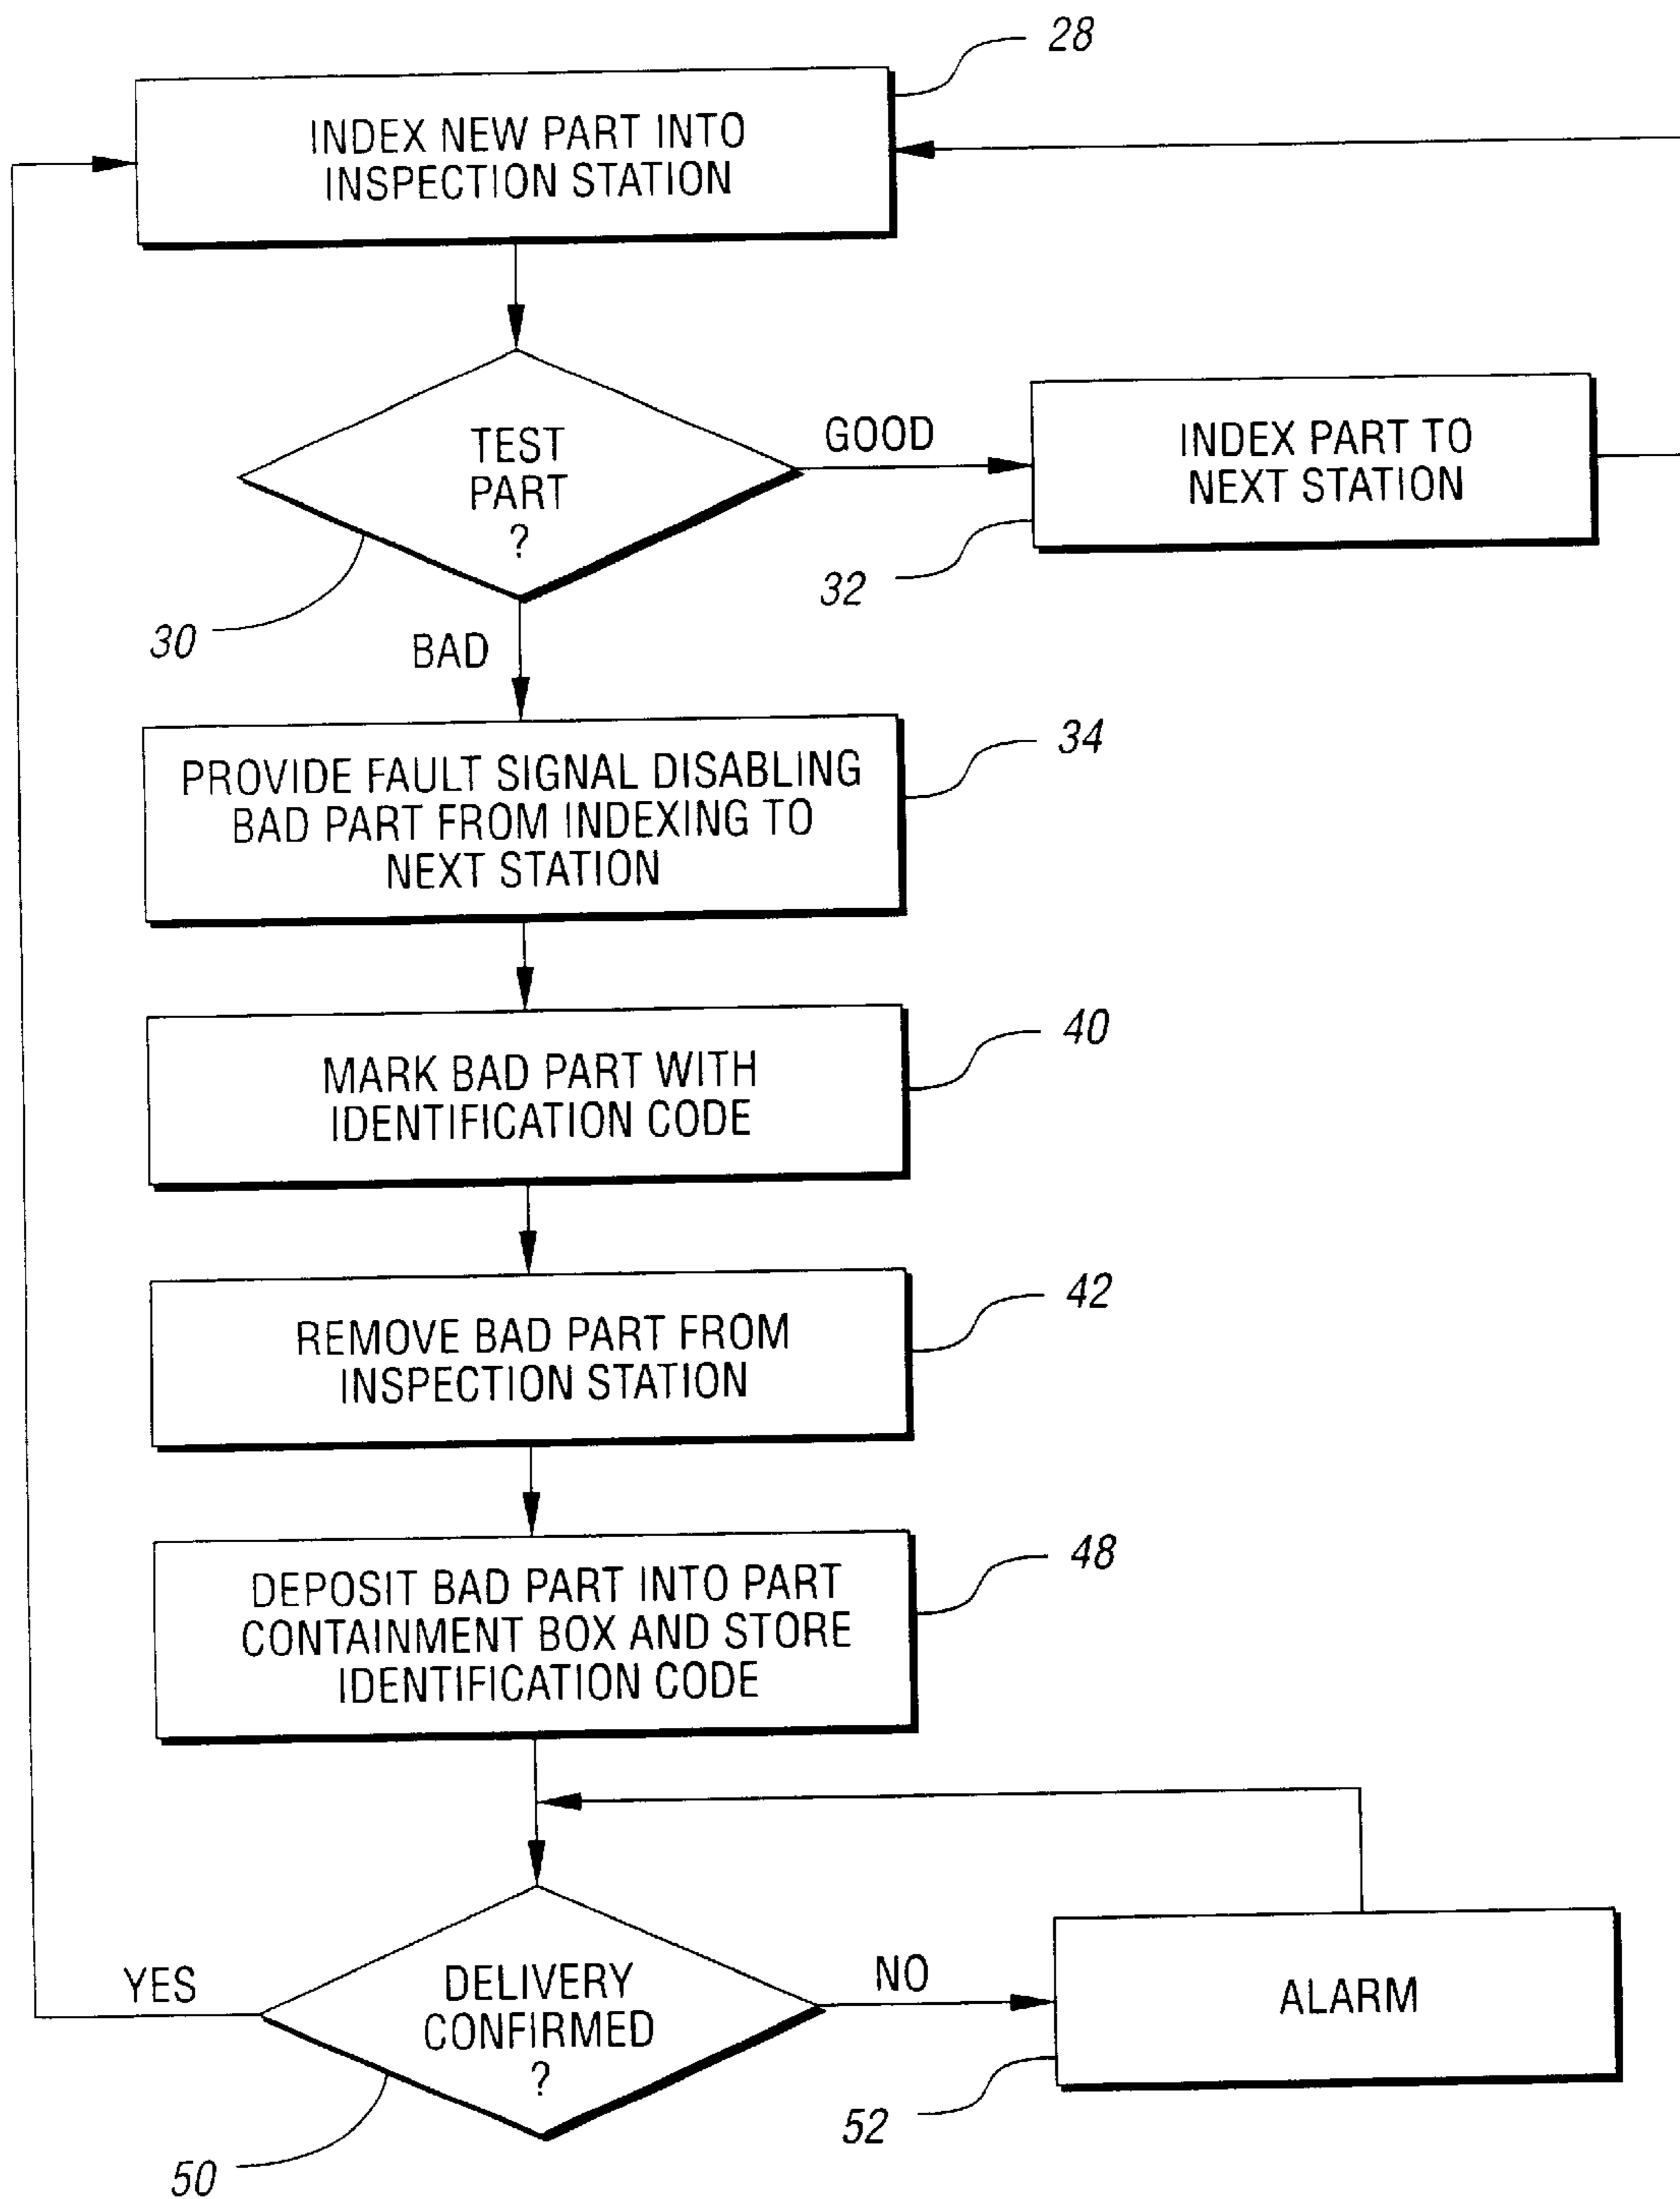 28
INDEX NEW PART INTO
INSPECTION STATION
TEST
PART
?
GOOD
INDEX PART TO
NEXT STATION
32
30
BAD
PROVIDE FAULT SIGNAL DISABLING
BAD PART FROM INDEXING TO
NEXT STATION
34
MARK BAD PART WITH
IDENTIFICATION CODE
40
REMOVE BAD PART FROM
INSPECTION STATION
42
DEPOSIT BAD PART INTO PART
CONTAINMENT BOX AND STORE
IDENTIFICATION CODE
48
YES
DELIVERY
CONFIRMED
?
NO
ALARM
52
50